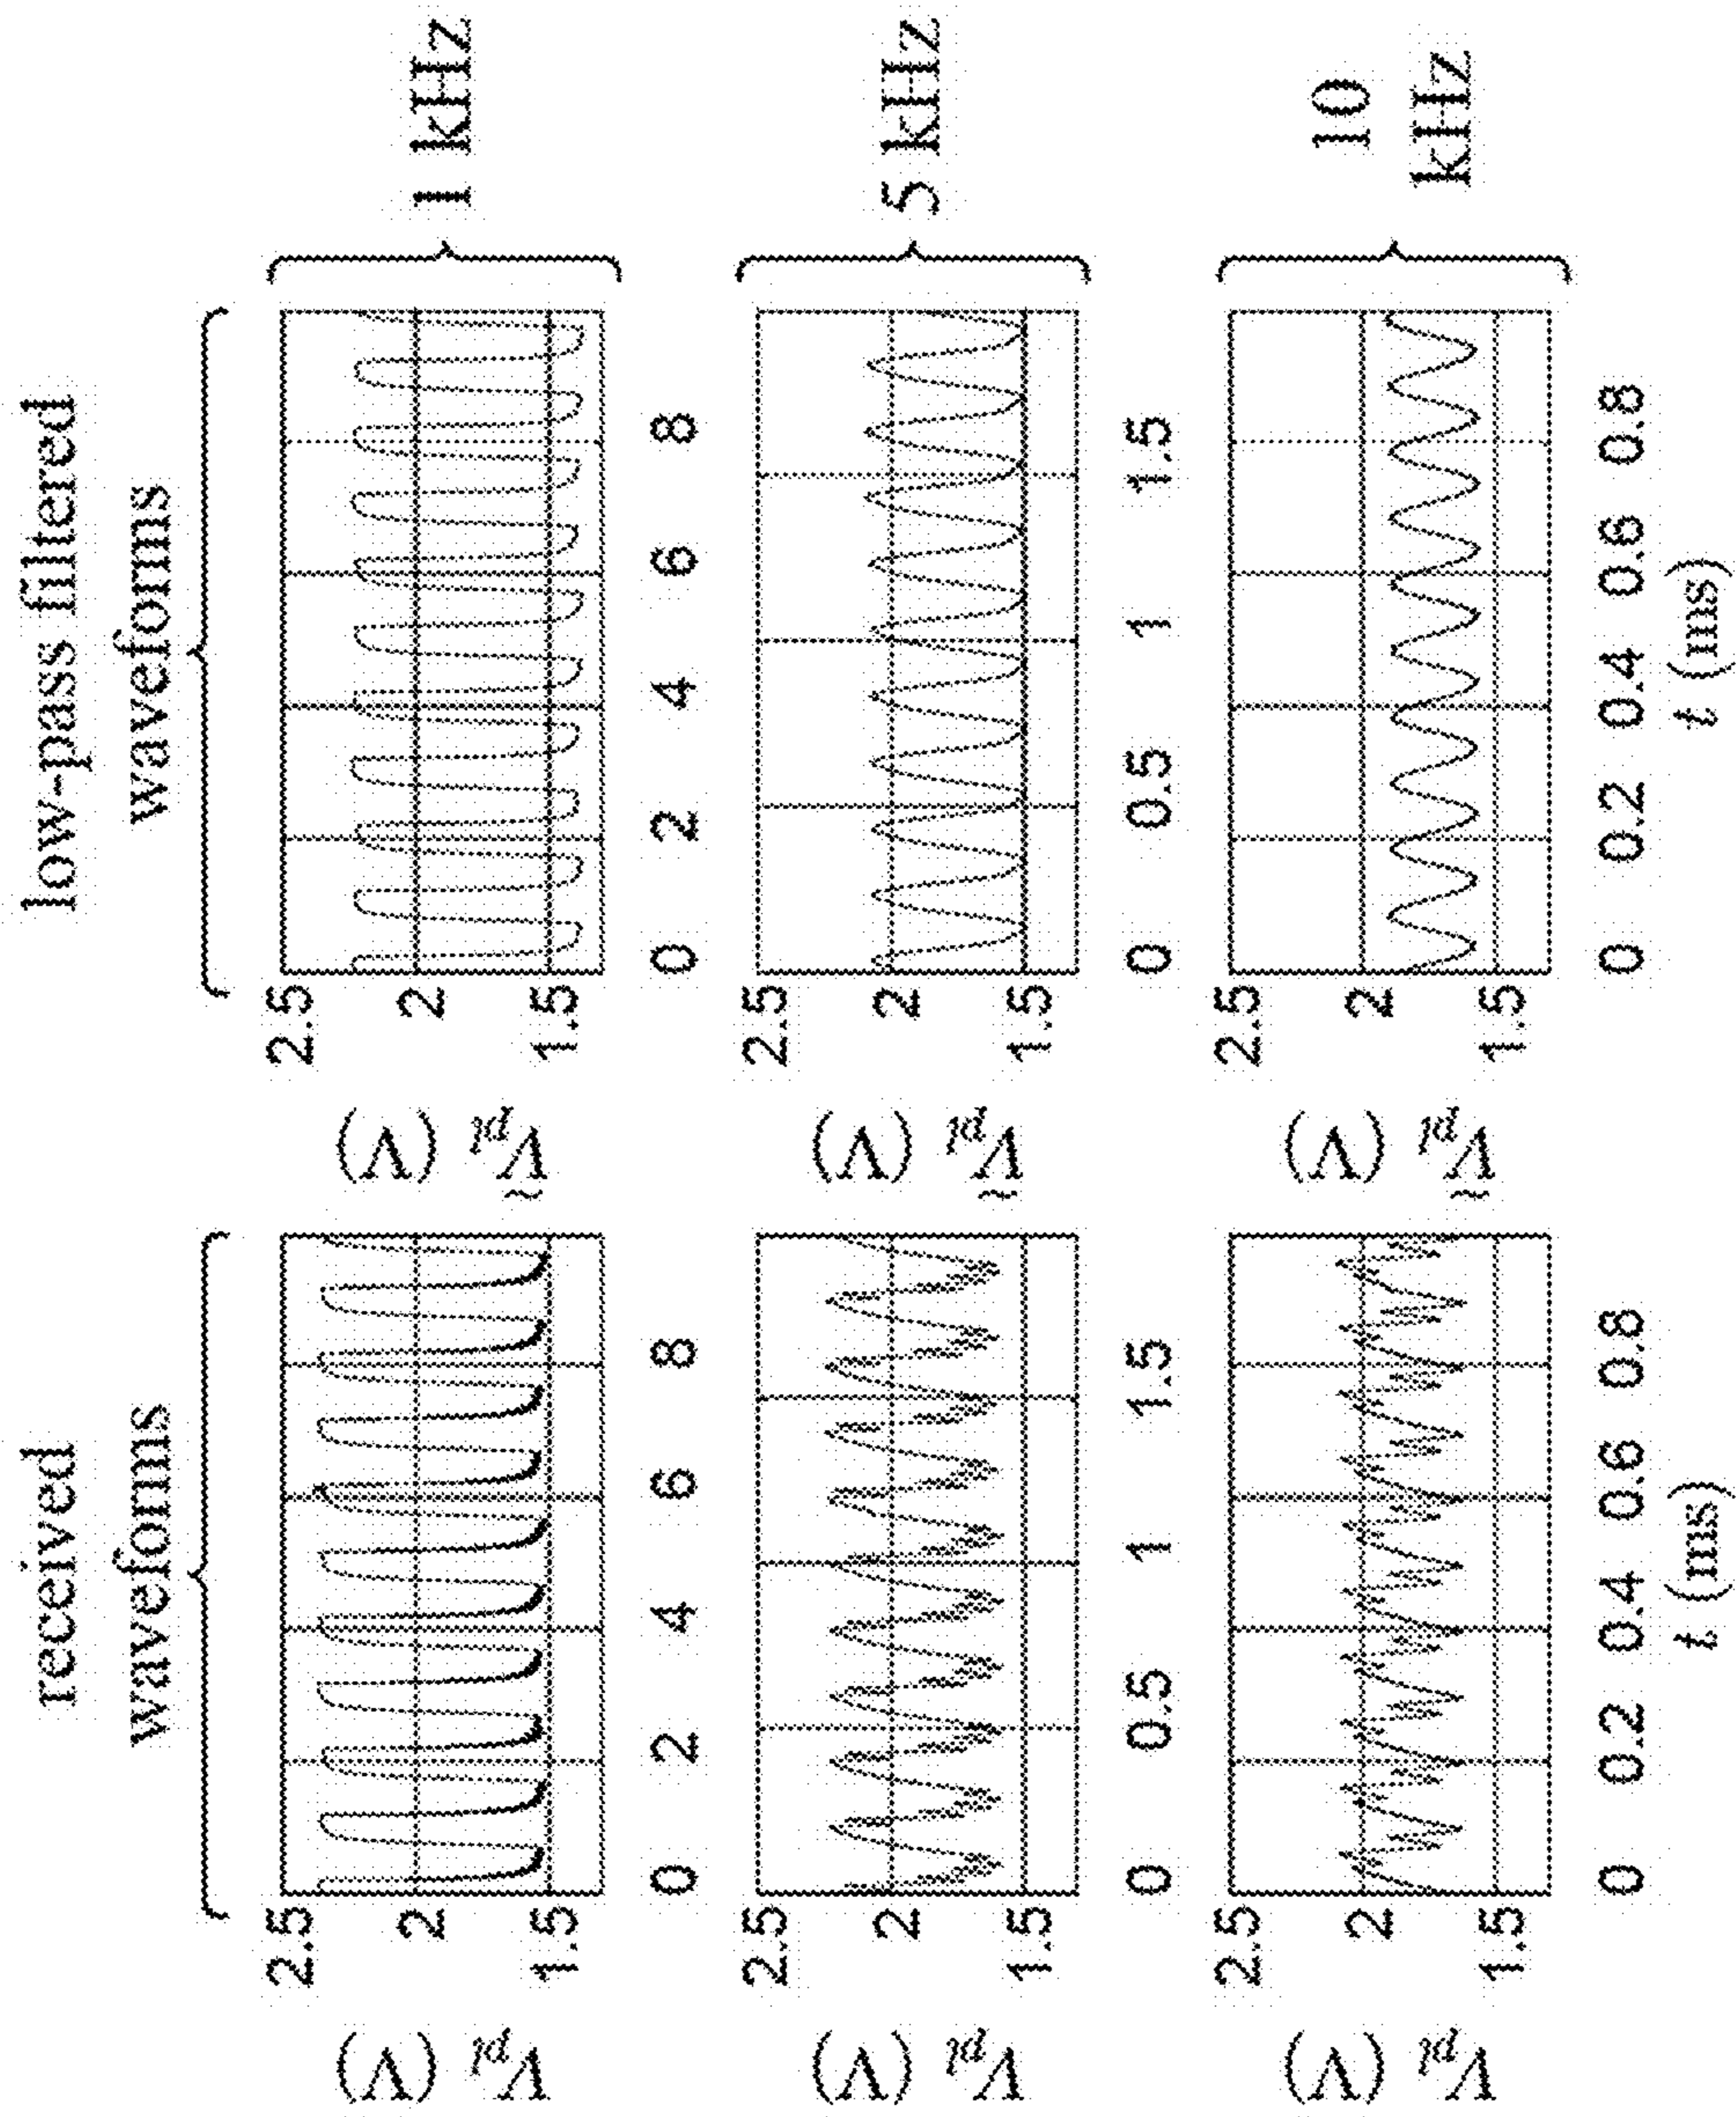 received
waveforms
low-pass filtered
waveforms
V_pd (V)
2.5
2
1.5
0 2 4 6 8
Ṽ_pd (V)
2.5
2
1.5
0 2 4 6 8
1 kHz
V_pd (V)
2.5
2
1.5
0 0.5 1 1.5
Ṽ_pd (V)
2.5
2
1.5
0 0.5 1 1.5
5 kHz
V_pd (V)
2.5
2
1.5
0 0.2 0.4 0.6 0.8
t (ms)
Ṽ_pd (V)
2.5
2
1.5
0 0.2 0.4 0.6 0.8
t (ms)
10
kHz